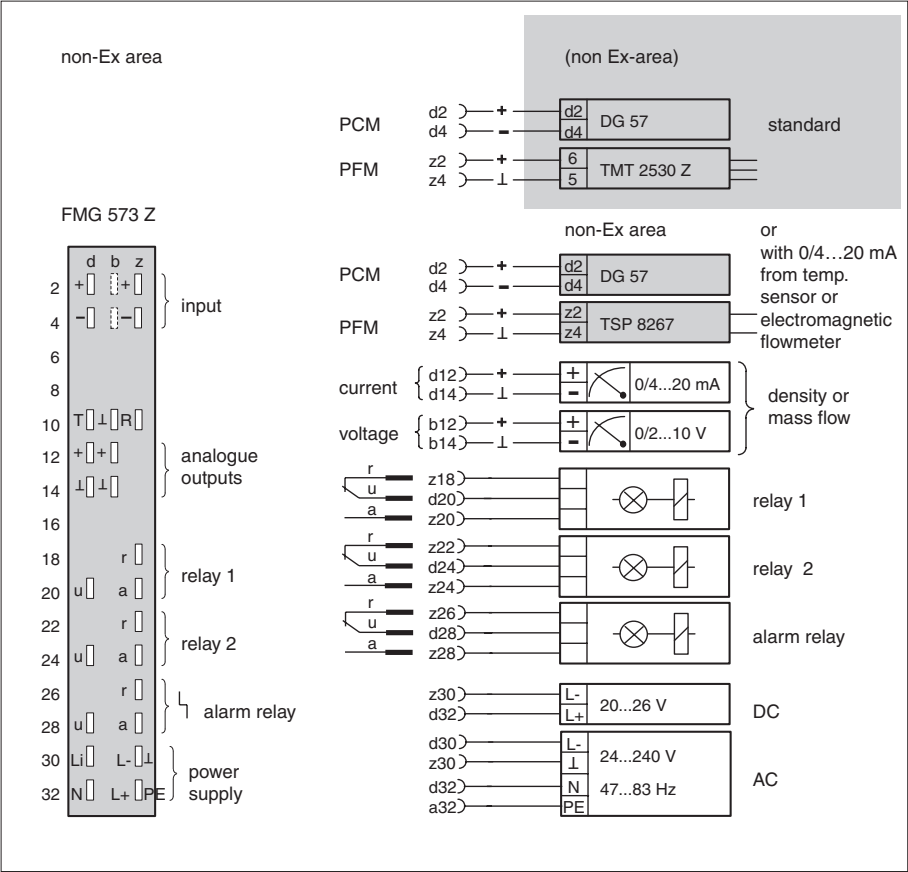 non-Ex area
(non Ex-area)
PCM d2 + d2 DG 57 standard
d4 - d4
PFM z2 + 6 TMT 2530 Z
z4 ⊥ 5
FMG 573 Z
d b z
2 + +
4 - -
input
6
8
10 T ⊥ R
12 + +
14 ⊥ ⊥
analogue
outputs
16
18 r
20 u a
relay 1
22 r
24 u a
relay 2
26 r
28 u a
alarm relay
30 Li L- ⊥
32 N L+ PE
power
supply
non-Ex area
or
with 0/4...20 mA
from temp.
sensor or
electromagnetic
flowmeter
PCM d2 + d2 DG 57
d4 - d4
PFM z2 + z2 TSP 8267
z4 ⊥ z4
current d12 + + 0/4...20 mA
d14 ⊥ -
voltage b12 + + 0/2...10 V
b14 ⊥ -
density or
mass flow
r z18
u d20 relay 1
a z20
r z22
u d24 relay 2
a z24
r z26
u d28 alarm relay
a z28
z30 L- 20...26 V DC
d32 L+
d30 L- 24...240 V
z30 ⊥
AC
d32 N 47...83 Hz
a32 PE